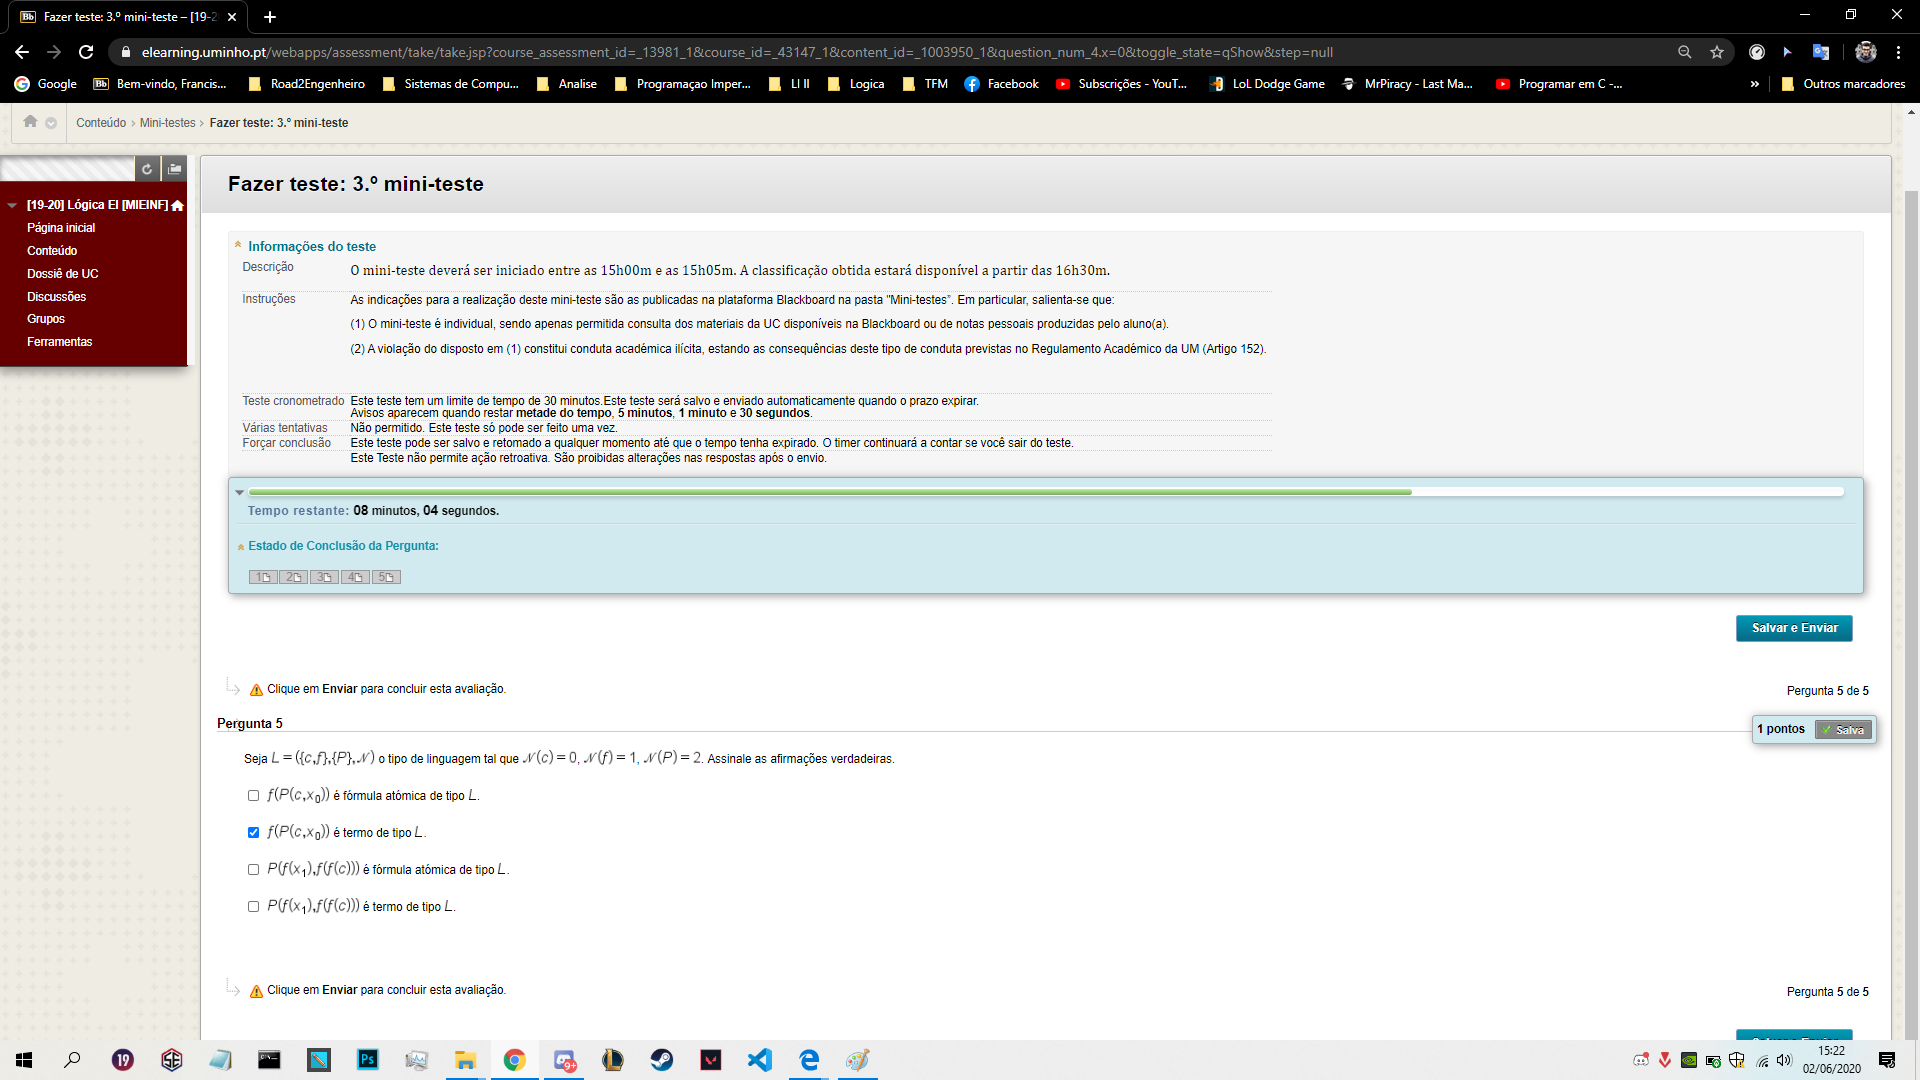 Fazer teste: 3.º mini-teste – [19-2
elearning.uminho.pt/webapps/assessment/take/take.jsp?course_assessment_id=_13981_1&course_id=_43147_1&content_id=_1003950_1&question_num_4.x=0&toggle_state=qShow&step=null
Google Bb Bem-vindo, Francis... Road2Engenheiro Sistemas de Compu... Analise Programaçao Imper... LI II Logica TFM Facebook Subscrições - YouT... LoL Dodge Game MrPiracy - Last Ma... Programar em C -... » Outros marcadores
Conteúdo › Mini-testes › Fazer teste: 3.º mini-teste
[19-20] Lógica EI [MIEINF]
Página inicial
Conteúdo
Dossiê de UC
Discussões
Grupos
Ferramentas
Fazer teste: 3.º mini-teste
Informações do teste
Descrição O mini-teste deverá ser iniciado entre as 15h00m e as 15h05m. A classificação obtida estará disponível a partir das 16h30m.
Instruções As indicações para a realização deste mini-teste são as publicadas na plataforma Blackboard na pasta "Mini-testes". Em particular, salienta-se que:
(1) O mini-teste é individual, sendo apenas permitida consulta dos materiais da UC disponíveis na Blackboard ou de notas pessoais produzidas pelo aluno(a).
(2) A violação do disposto em (1) constitui conduta académica ilícita, estando as consequências deste tipo de conduta previstas no Regulamento Académico da UM (Artigo 152).
Teste cronometrado Este teste tem um limite de tempo de 30 minutos.Este teste será salvo e enviado automaticamente quando o prazo expirar.
Avisos aparecem quando restar metade do tempo, 5 minutos, 1 minuto e 30 segundos.
Várias tentativas Não permitido. Este teste só pode ser feito uma vez.
Forçar conclusão Este teste pode ser salvo e retomado a qualquer momento até que o tempo tenha expirado. O timer continuará a contar se você sair do teste.
Este Teste não permite ação retroativa. São proibidas alterações nas respostas após o envio.
Tempo restante: 08 minutos, 04 segundos.
Estado de Conclusão da Pergunta:
1 2 3 4 5
Salvar e Enviar
Clique em Enviar para concluir esta avaliação.
Pergunta 5 de 5
Pergunta 5
1 pontos Salva
Seja L = ({c,f},{P},𝒩) o tipo de linguagem tal que 𝒩(c) = 0, 𝒩(f) = 1, 𝒩(P) = 2. Assinale as afirmações verdadeiras.
f(P(c,x₀)) é fórmula atómica de tipo L.
f(P(c,x₀)) é termo de tipo L.
P(f(x₁),f(f(c))) é fórmula atómica de tipo L.
P(f(x₁),f(f(c))) é termo de tipo L.
Clique em Enviar para concluir esta avaliação.
Pergunta 5 de 5
15:22
02/06/2020